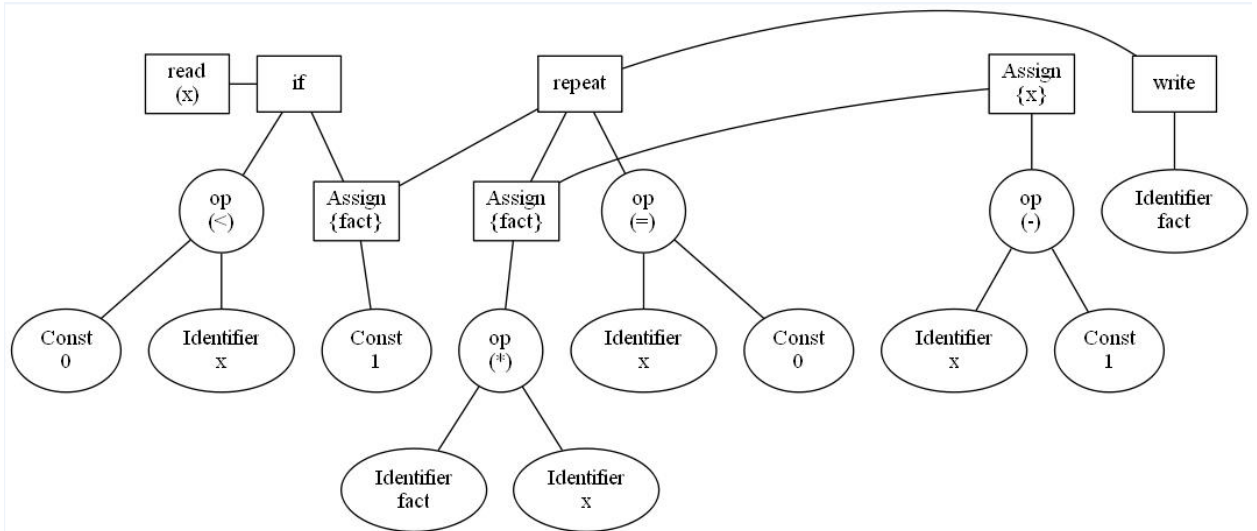 read
(x)
if
repeat
Assign
{x}
write
op
(<)
Assign
{fact}
Assign
{fact}
op
(=)
op
(-)
Identifier
fact
Const
0
Identifier
x
Const
1
op
(*)
Identifier
x
Const
0
Identifier
x
Const
1
Identifier
fact
Identifier
x